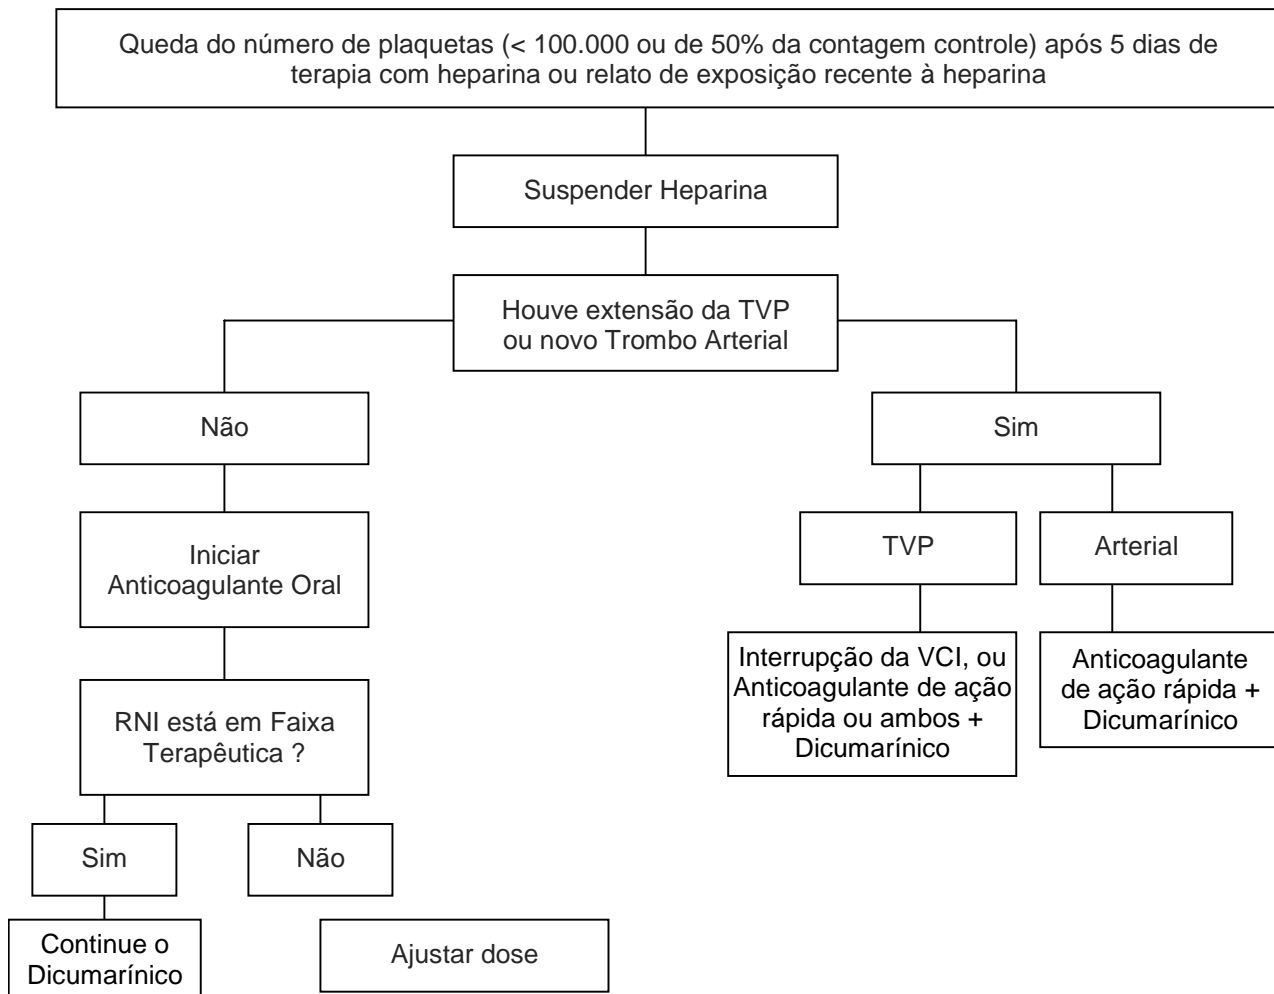 Queda do número de plaquetas (< 100.000 ou de 50% da contagem controle) após 5 dias de
terapia com heparina ou relato de exposição recente à heparina
Suspender Heparina
Houve extensão da TVP
ou novo Trombo Arterial
Não
Sim
Iniciar
Anticoagulante Oral
TVP
Arterial
RNI está em Faixa
Terapêutica ?
Interrupção da VCI, ou
Anticoagulante de ação
rápida ou ambos +
Dicumarínico
Anticoagulante
de ação rápida +
Dicumarínico
Sim
Não
Continue o
Dicumarínico
Ajustar dose